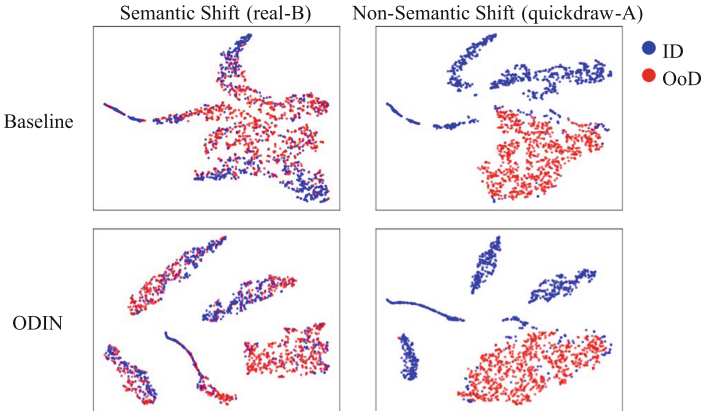 Semantic Shift (real-B)
Non-Semantic Shift (quickdraw-A)
ID
OoD
Baseline
ODIN